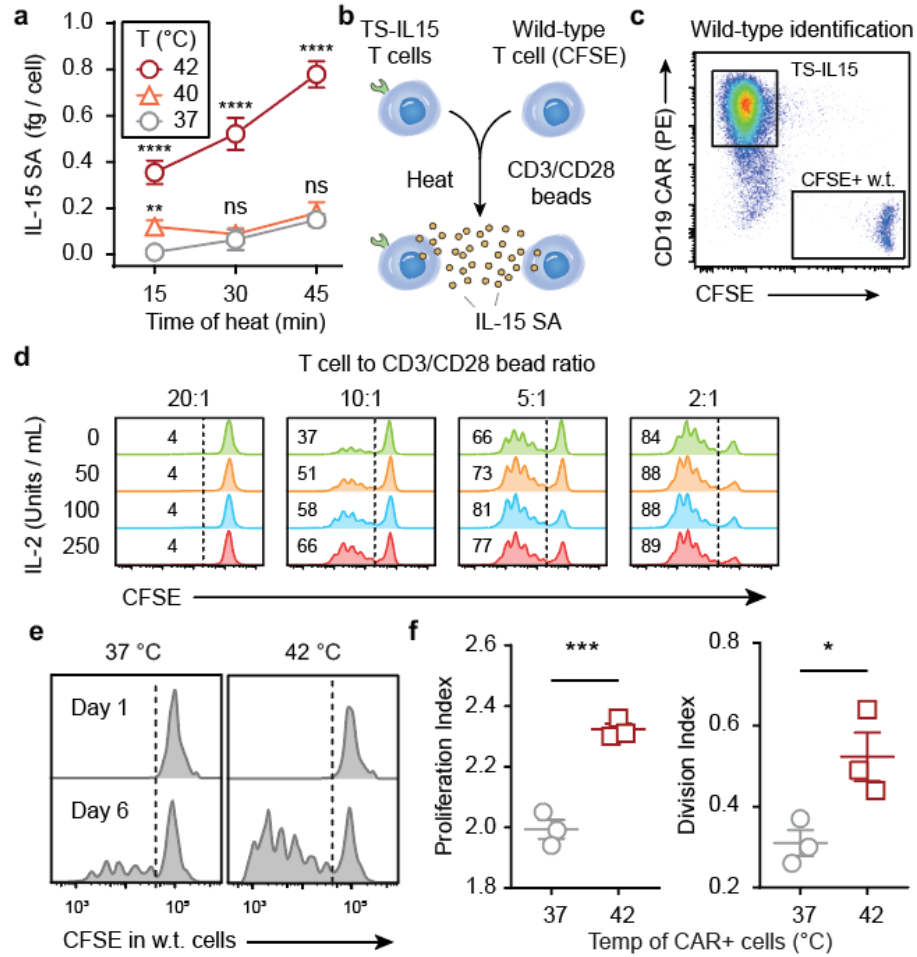 a
IL-15 SA (fg / cell)
1.0
0.8
0.6
0.4
0.2
0.0
T (°C)
42
40
37
****
****
****
**
ns
ns
15 30 45
Time of heat (min)
b
TS-IL15
T cells
Wild-type
T cell (CFSE)
Heat
CD3/CD28
beads
IL-15 SA
c
Wild-type identification
CD19 CAR (PE)
TS-IL15
CFSE+ w.t.
CFSE
d
T cell to CD3/CD28 bead ratio
20:1 10:1 5:1 2:1
IL-2 (Units / mL)
0 4 37 66 84
50 4 51 73 88
100 4 58 81 88
250 4 66 77 89
CFSE
e
37 °C 42 °C
Day 1
Day 6
10³ 10⁵ 10³ 10⁵
CFSE in w.t. cells
f
Proliferation Index
2.6
2.4
2.2
2.0
1.8
***
37 42
Division Index
0.8
0.6
0.4
0.2
*
37 42
Temp of CAR+ cells (°C)